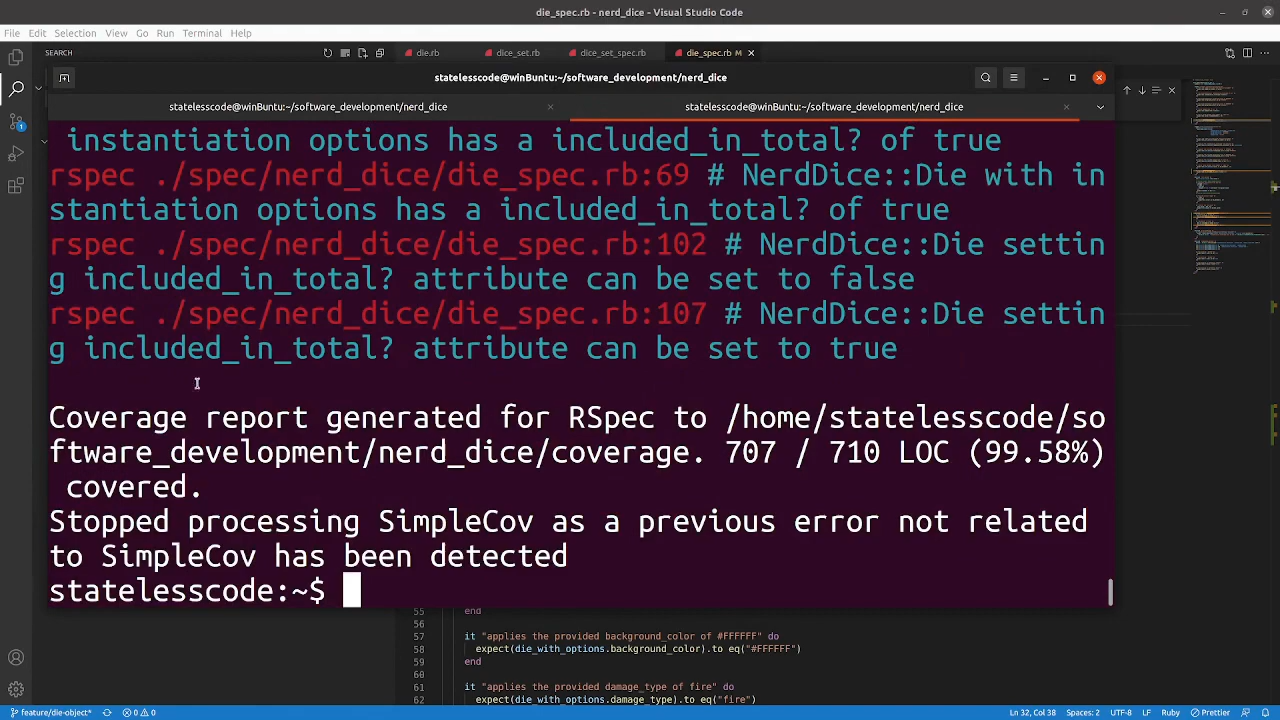 die_spec.rb - nerd_dice - Visual Studio Code
File Edit Selection View Go Run Terminal Help
SEARCH
die.rb dice_set.rb dice_set_spec.rb die_spec.rb M
statelesscode@winBuntu:~/software_development/nerd_dice
statelesscode@winBuntu:~/software_development/nerd_dice statelesscode@winBuntu:~/software_development/nerd_dice
instantiation options has a included_in_total? of true
rspec ./spec/nerd_dice/die_spec.rb:69 # NerdDice::Die with in
stantiation options has a included_in_total? of true
rspec ./spec/nerd_dice/die_spec.rb:102 # NerdDice::Die settin
g included_in_total? attribute can be set to false
rspec ./spec/nerd_dice/die_spec.rb:107 # NerdDice::Die settin
g included_in_total? attribute can be set to true
Coverage report generated for RSpec to /home/statelesscode/so
ftware_development/nerd_dice/coverage. 707 / 710 LOC (99.58%)
covered.
Stopped processing SimpleCov as a previous error not related
to SimpleCov has been detected
statelesscode:~$
55 end
56
57 it "applies the provided background_color of #FFFFFF" do
58 expect(die_with_options.background_color).to eq("#FFFFFF")
59 end
60
61 it "applies the provided damage_type of fire" do
62 expect(die_with_options.damage_type).to eq("fire")
feature/die-object* 0 0 Ln 32, Col 38 Spaces: 2 UTF-8 LF Ruby Prettier